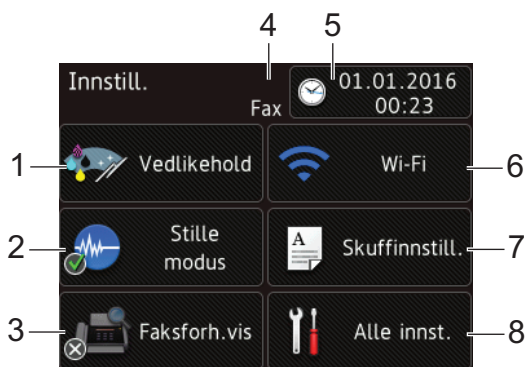 4 5
Innstill.
Fax
01.01.2016
00:23
1
Vedlikehold
Wi-Fi
6
2
Stille
modus
A
Skuffinnstill.
7
3
Faksforh.vis
Alle innst.
8